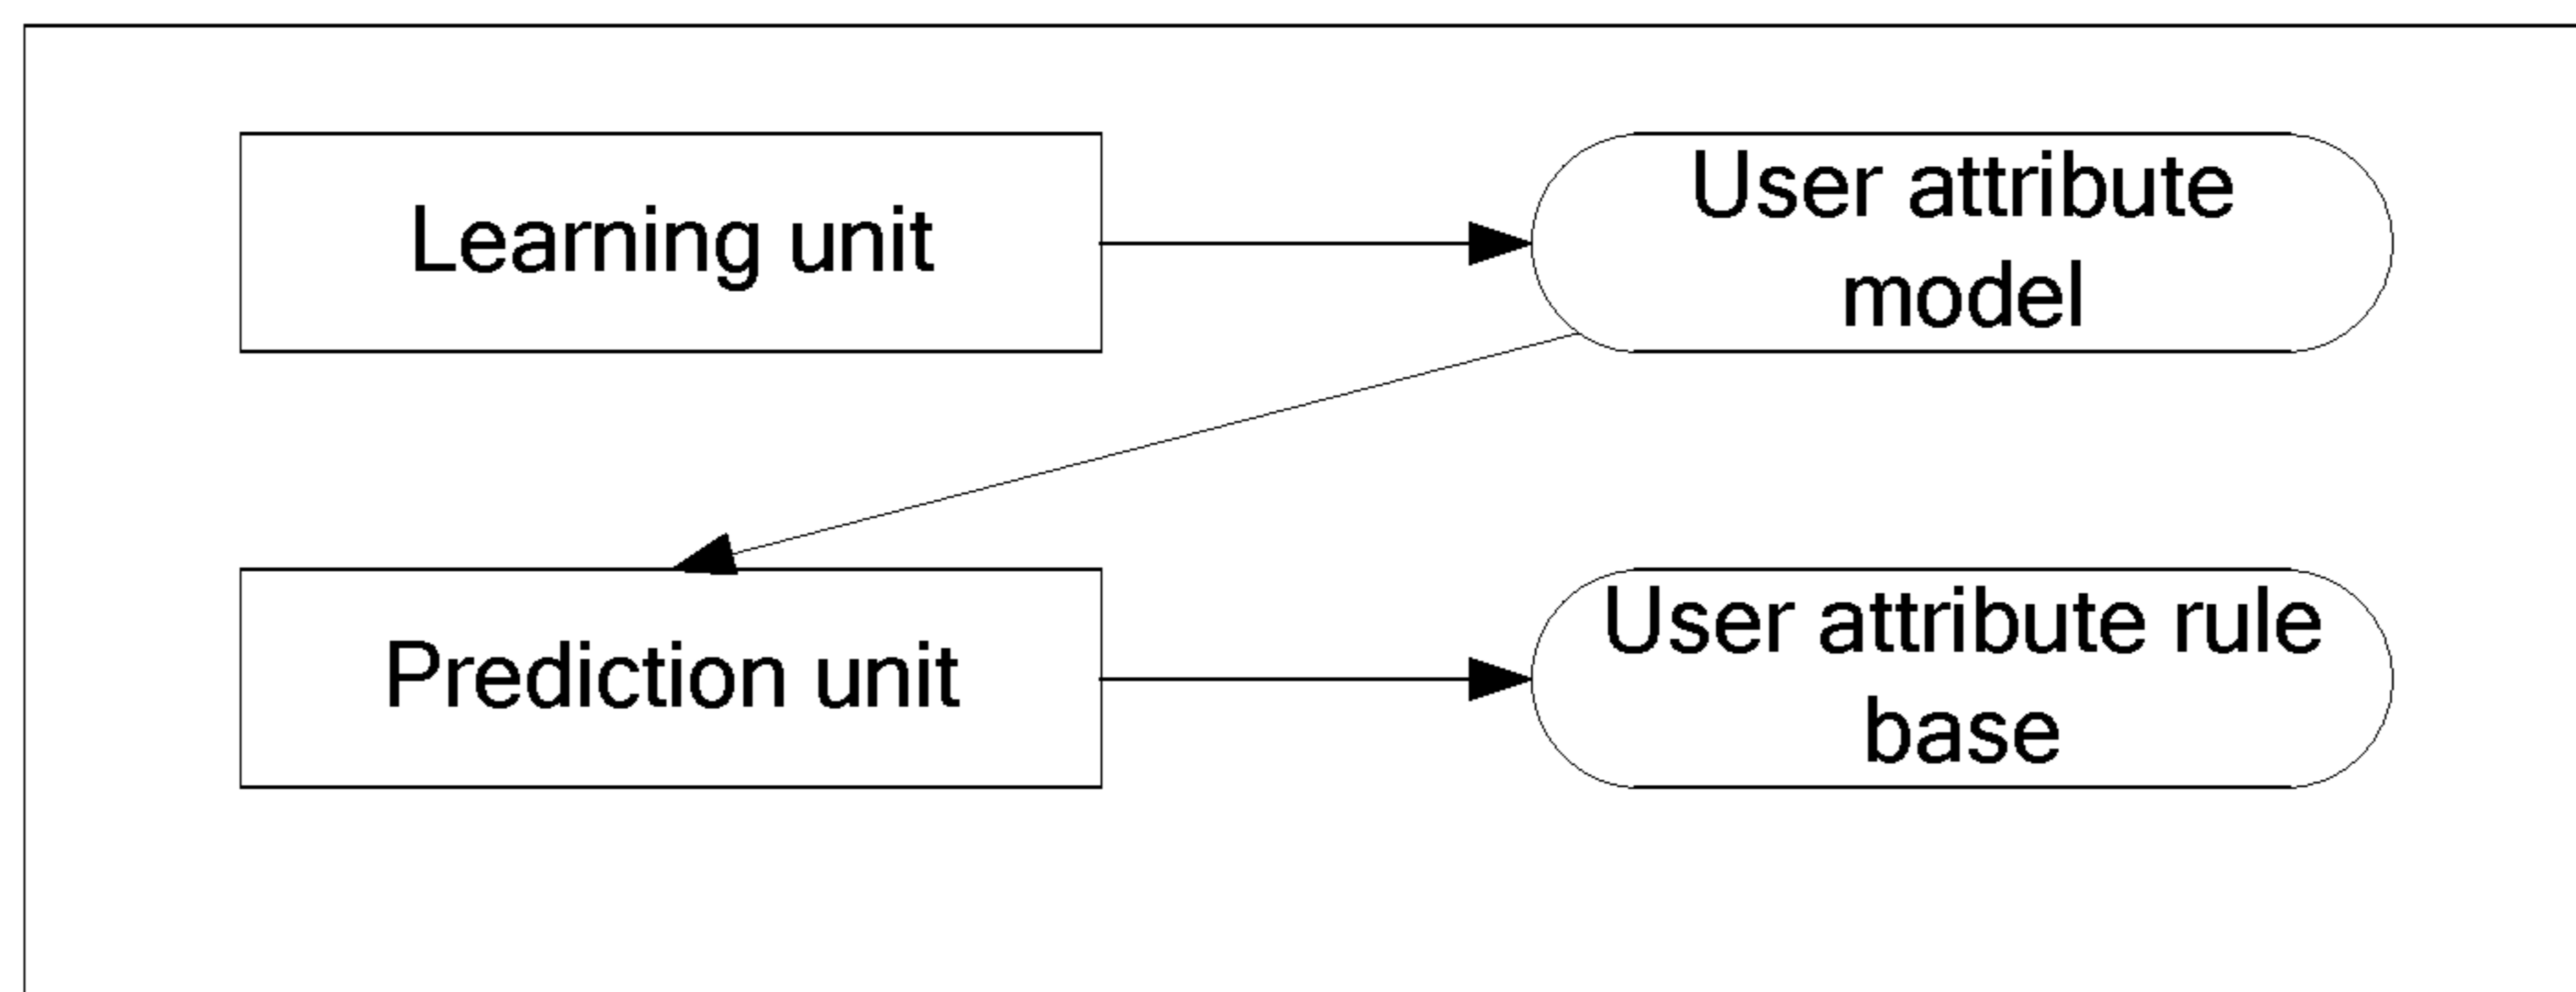 Learning unit
User attribute
model
Prediction unit
User attribute rule
base